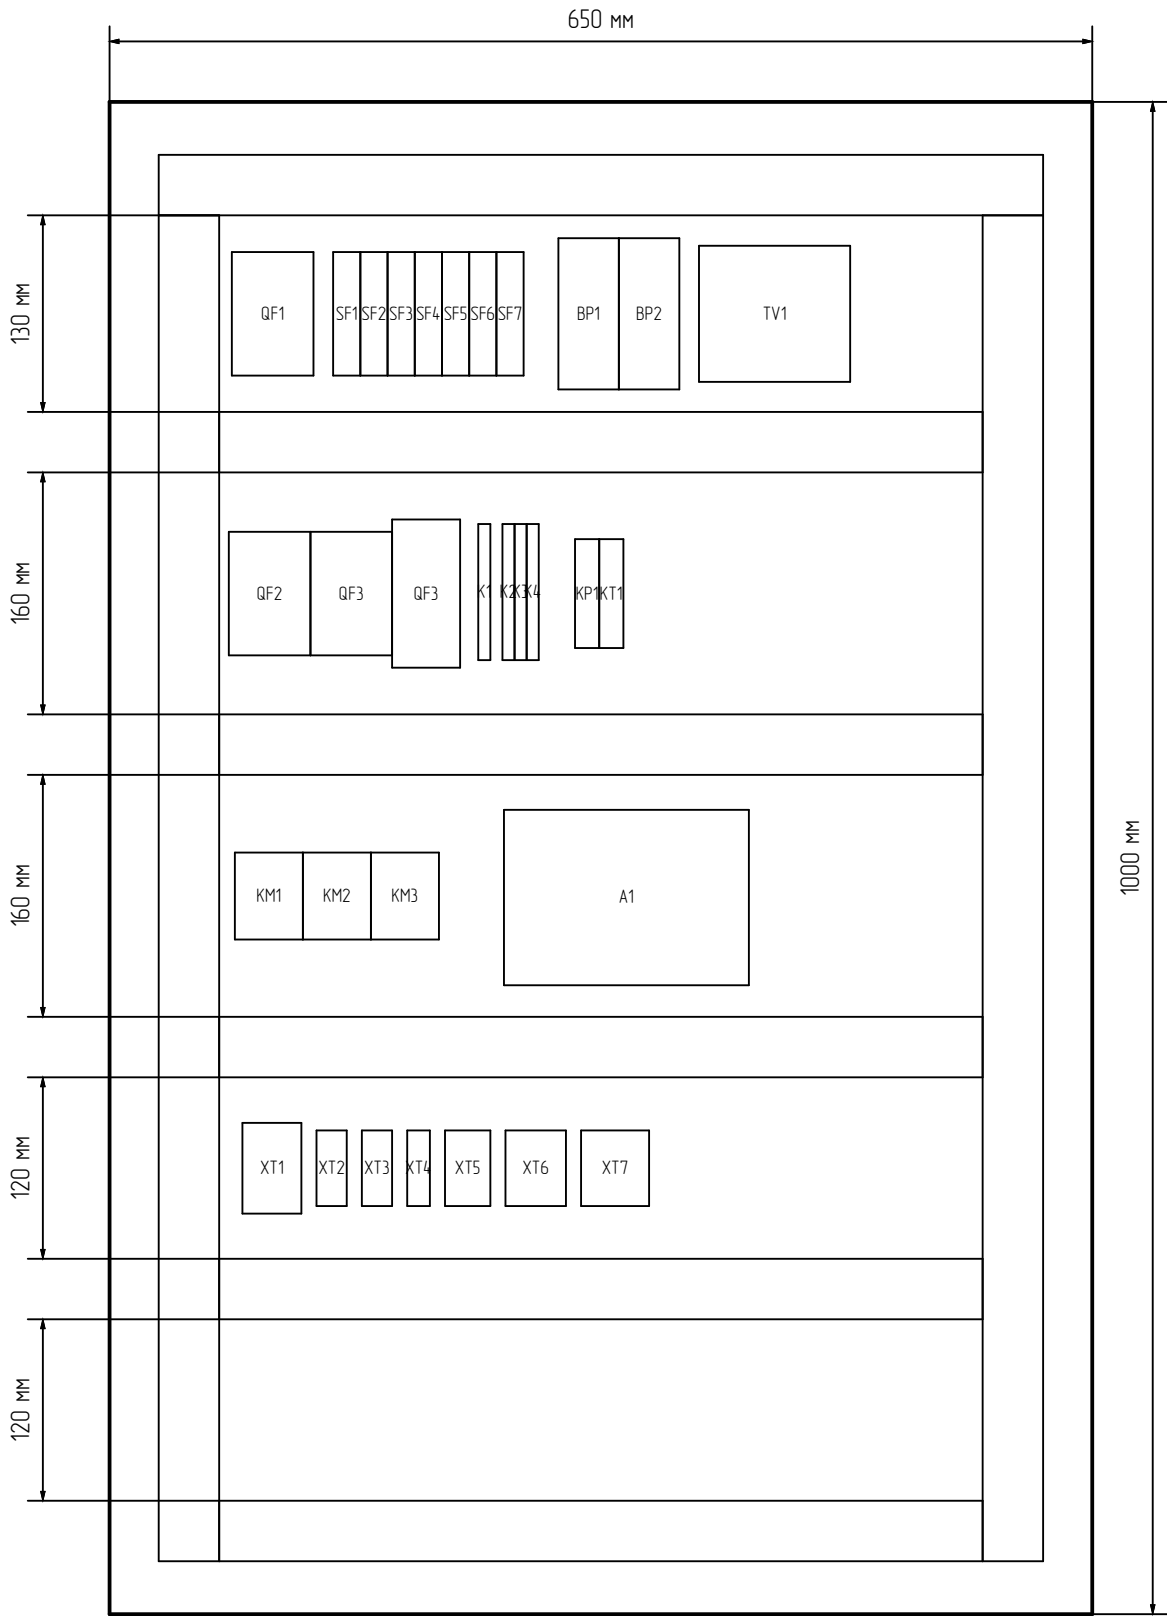 650 мм
130 мм
QF1
SF1
SF2
SF3
SF4
SF5
SF6
SF7
BP1
BP2
TV1
160 мм
QF2
QF3
QF3
K1
K2
K3
K4
KP1
KT1
1000 мм
160 мм
KM1
KM2
KM3
A1
120 мм
XT1
XT2
XT3
XT4
XT5
XT6
XT7
120 мм